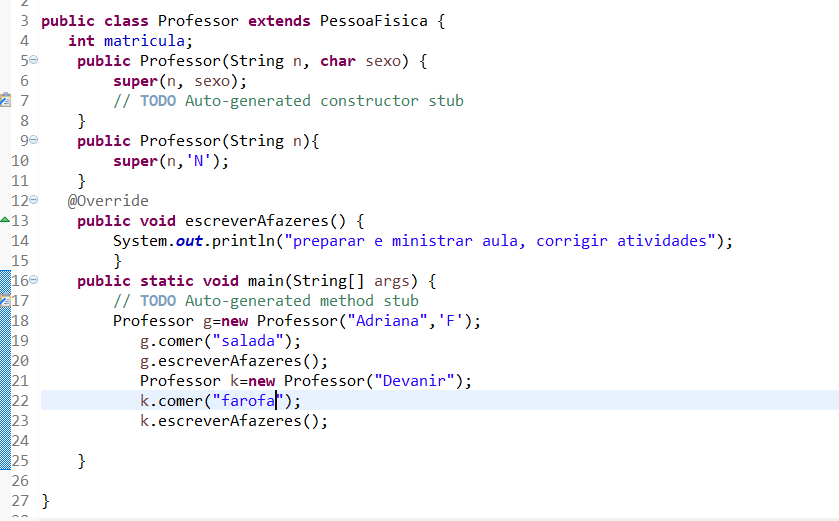 3 public class Professor extends PessoaFisica {
4 int matricula;
5 public Professor(String n, char sexo) {
6 super(n, sexo);
7 // TODO Auto-generated constructor stub
8 }
9 public Professor(String n){
10 super(n,'N');
11 }
12 @Override
13 public void escreverAfazeres() {
14 System.out.println("preparar e ministrar aula, corrigir atividades");
15 }
16 public static void main(String[] args) {
17 // TODO Auto-generated method stub
18 Professor g=new Professor("Adriana",'F');
19 g.comer("salada");
20 g.escreverAfazeres();
21 Professor k=new Professor("Devanir");
22 k.comer("farofa");
23 k.escreverAfazeres();
24
25 }
26
27 }